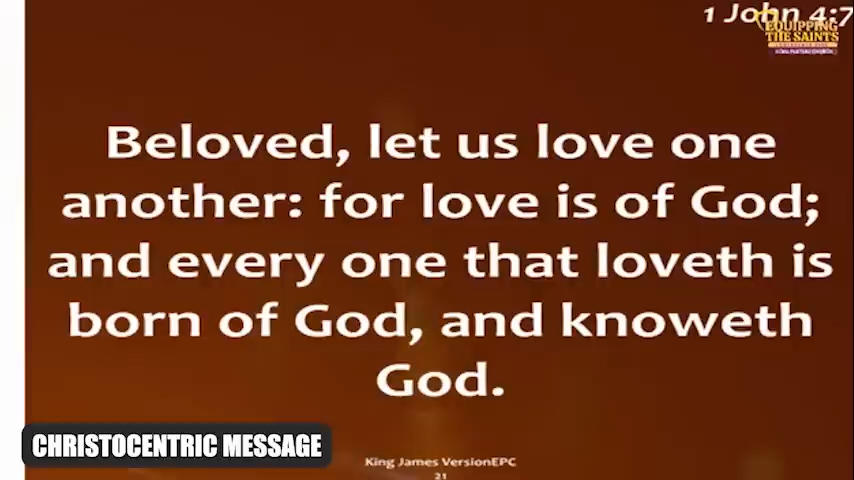 1 John 4:7
EQUIPPING
THE SAINTS
Beloved, let us love one
another: for love is of God;
and every one that loveth is
born of God, and knoweth
God.
CHRISTOCENTRIC MESSAGE
King James VersionEPC
21